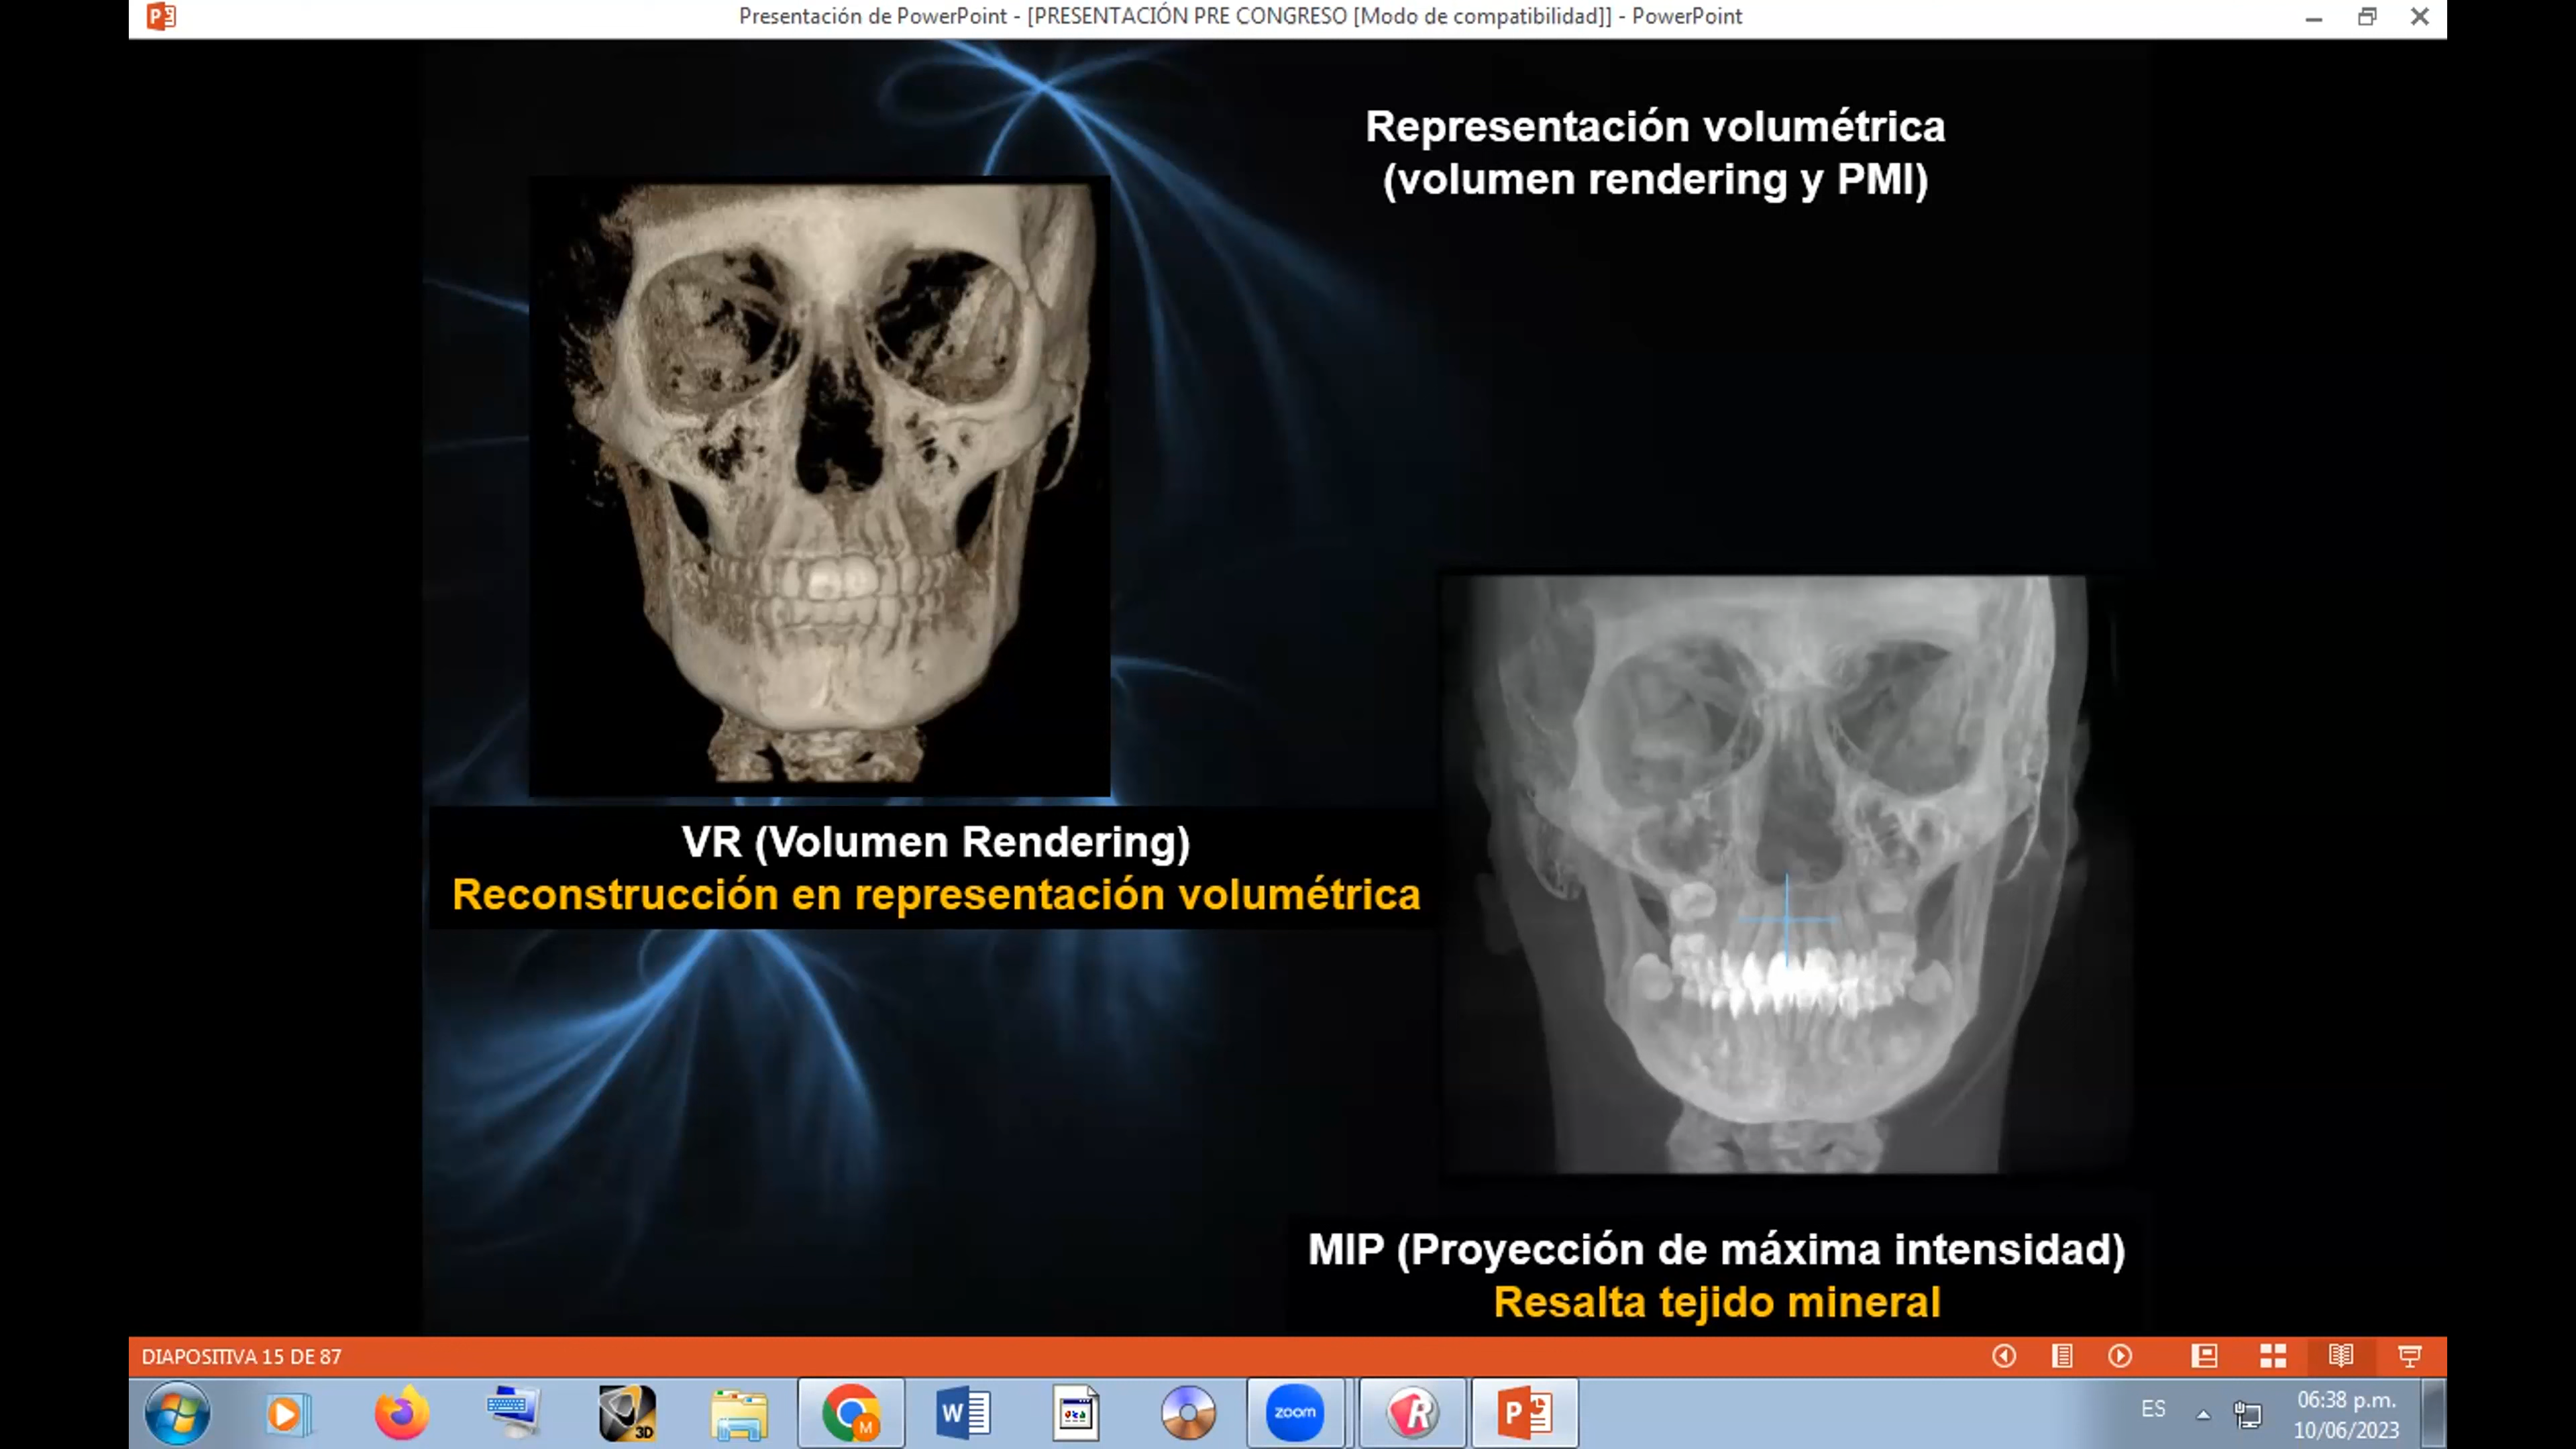 Presentación de PowerPoint - [PRESENTACIÓN PRE CONGRESO [Modo de compatibilidad]] - PowerPoint
Representación volumétrica
(volumen rendering y PMI)
VR (Volumen Rendering)
Reconstrucción en representación volumétrica
MIP (Proyección de máxima intensidad)
Resalta tejido mineral
DIAPOSITIVA 15 DE 87
3D
M
W
zoom
R
P
ES
06:38 p.m.
10/06/2023